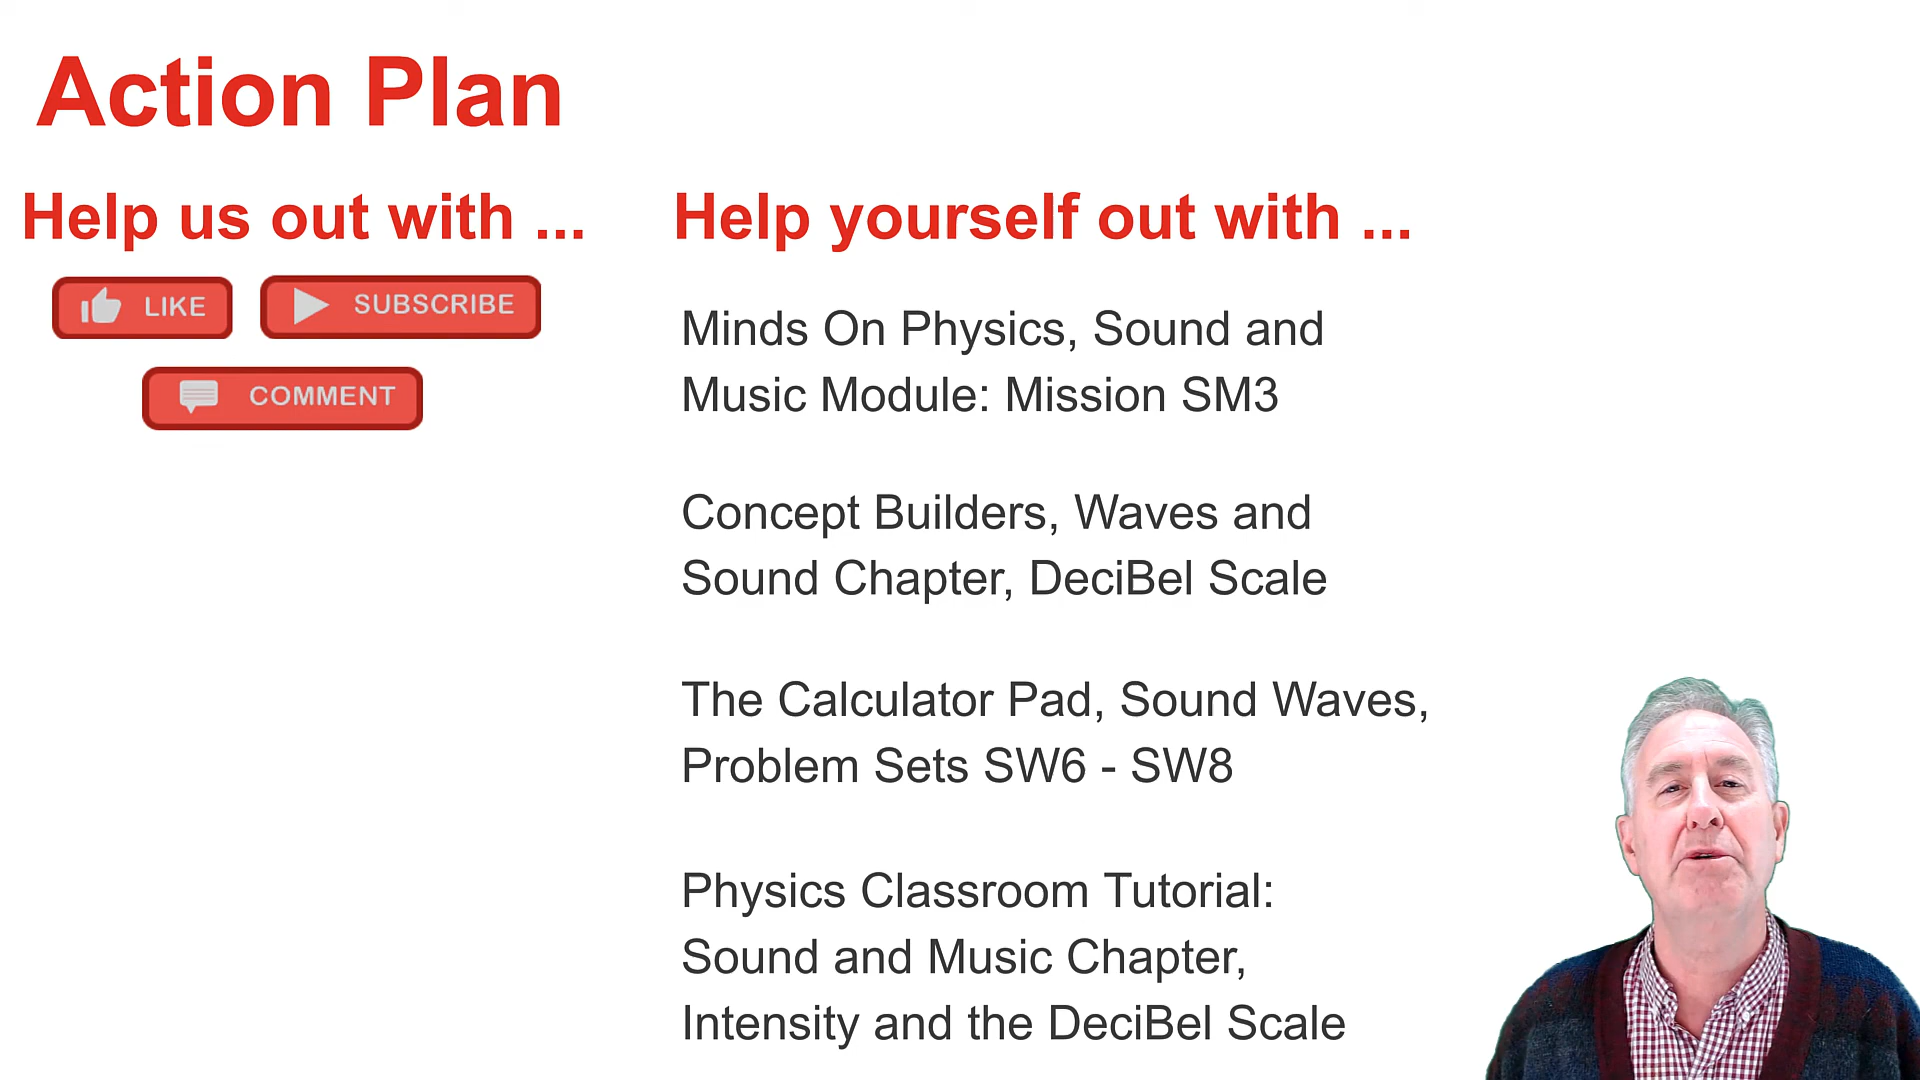 Action Plan
Help us out with ...
LIKE
SUBSCRIBE
COMMENT
Help yourself out with ...
Minds On Physics, Sound and
Music Module: Mission SM3
Concept Builders, Waves and
Sound Chapter, DeciBel Scale
The Calculator Pad, Sound Waves,
Problem Sets SW6 - SW8
Physics Classroom Tutorial:
Sound and Music Chapter,
Intensity and the DeciBel Scale